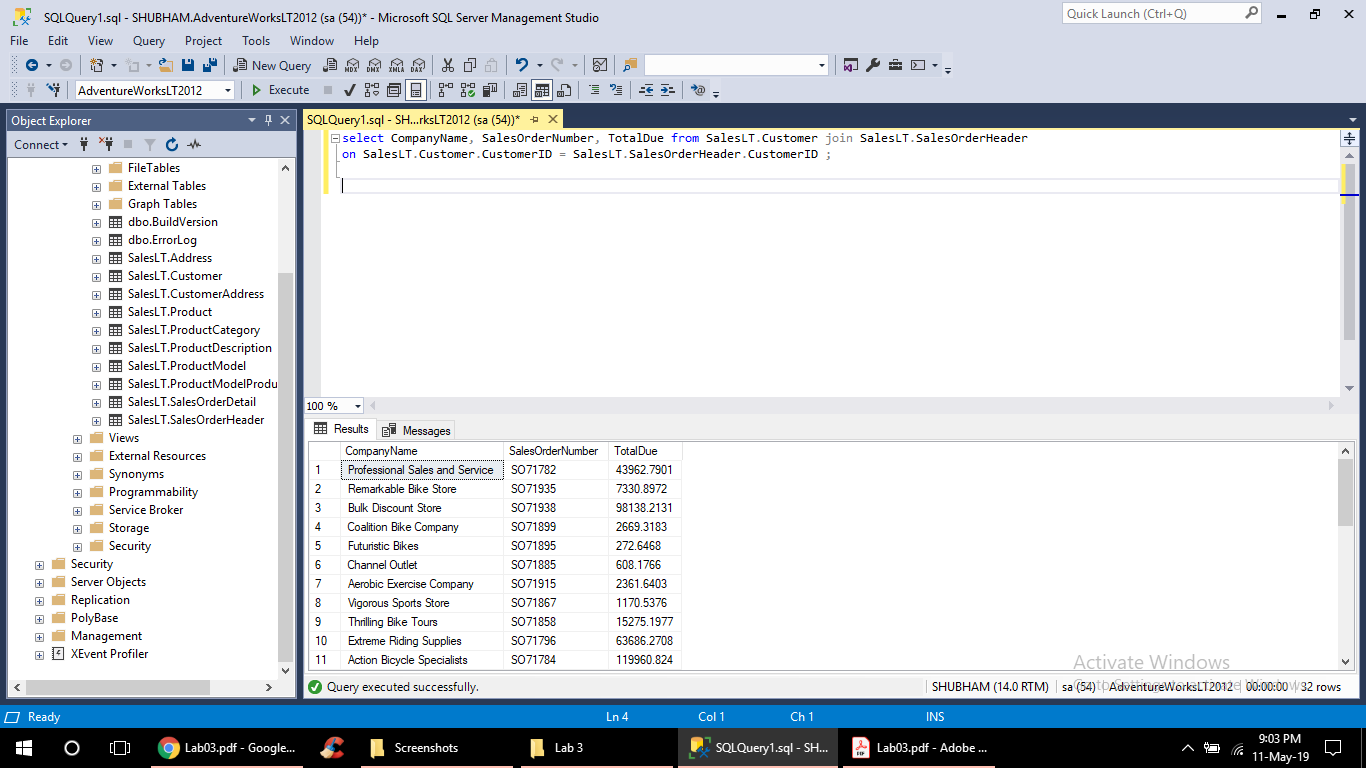 SQLQuery1.sql - SHUBHAM.AdventureWorksLT2012 (sa (54))* - Microsoft SQL Server Management Studio
Quick Launch (Ctrl+Q)
File Edit View Query Project Tools Window Help
New Query
MDX DMX XMLA DAX
AdventureWorksLT2012
Execute
Object Explorer
SQLQuery1.sql - SH...rksLT2012 (sa (54))*
Connect
select CompanyName, SalesOrderNumber, TotalDue from SalesLT.Customer join SalesLT.SalesOrderHeader
on SalesLT.Customer.CustomerID = SalesLT.SalesOrderHeader.CustomerID ;
FileTables
External Tables
Graph Tables
dbo.BuildVersion
dbo.ErrorLog
SalesLT.Address
SalesLT.Customer
SalesLT.CustomerAddress
SalesLT.Product
SalesLT.ProductCategory
SalesLT.ProductDescription
SalesLT.ProductModel
SalesLT.ProductModelProdu
SalesLT.SalesOrderDetail
SalesLT.SalesOrderHeader
Views
External Resources
Synonyms
Programmability
Service Broker
Storage
Security
Security
Server Objects
Replication
PolyBase
Management
XEvent Profiler
100 %
Results Messages
CompanyName SalesOrderNumber TotalDue
1 Professional Sales and Service SO71782 43962.7901
2 Remarkable Bike Store SO71935 7330.8972
3 Bulk Discount Store SO71938 98138.2131
4 Coalition Bike Company SO71899 2669.3183
5 Futuristic Bikes SO71895 272.6468
6 Channel Outlet SO71885 608.1766
7 Aerobic Exercise Company SO71915 2361.6403
8 Vigorous Sports Store SO71867 1170.5376
9 Thrilling Bike Tours SO71858 15275.1977
10 Extreme Riding Supplies SO71796 63686.2708
11 Action Bicycle Specialists SO71784 119960.824
Activate Windows
Go to Settings to activate Windows.
Query executed successfully.
SHUBHAM (14.0 RTM) sa (54) AdventureWorksLT2012 00:00:00 32 rows
Ready Ln 4 Col 1 Ch 1 INS
Lab03.pdf - Google...
Screenshots
Lab 3
SQLQuery1.sql - SH...
Lab03.pdf - Adobe ...
9:03 PM
11-May-19